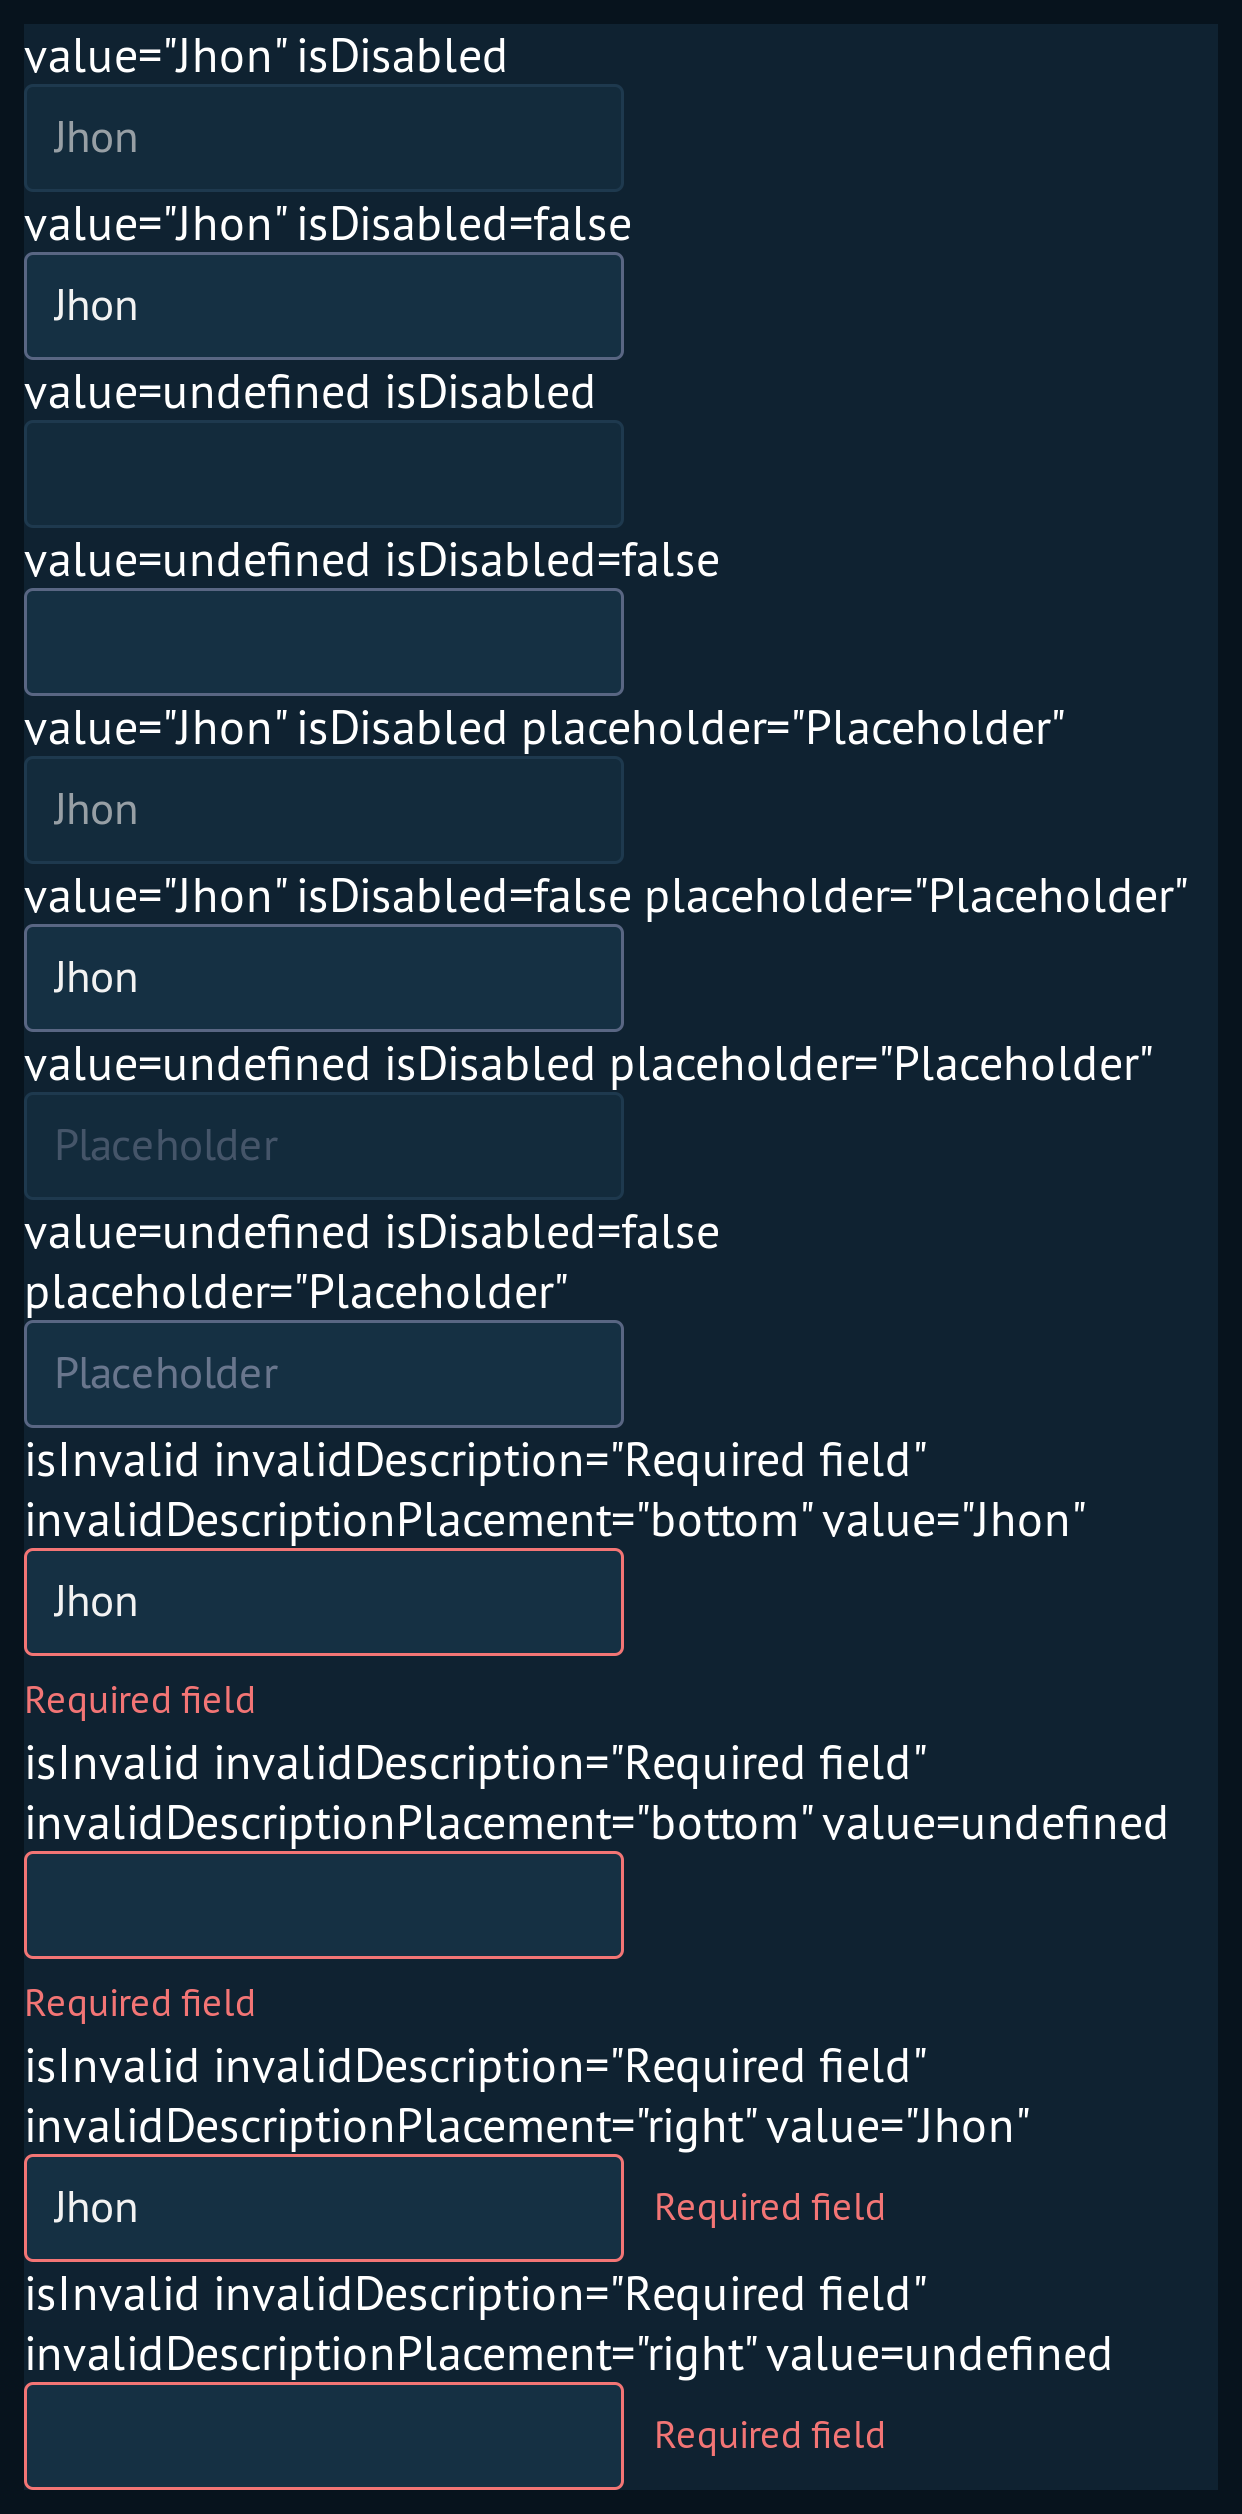 value="Jhon" isDisabled
Jhon
value="Jhon" isDisabled=false
Jhon
value=undefined isDisabled
value=undefined isDisabled=false
value="Jhon" isDisabled placeholder="Placeholder"
Jhon
value="Jhon" isDisabled=false placeholder="Placeholder"
Jhon
value=undefined isDisabled placeholder="Placeholder"
Placeholder
value=undefined isDisabled=false
placeholder="Placeholder"
Placeholder
isInvalid invalidDescription="Required field"
invalidDescriptionPlacement="bottom" value="Jhon"
Jhon
Required field
isInvalid invalidDescription="Required field"
invalidDescriptionPlacement="bottom" value=undefined
Required field
isInvalid invalidDescription="Required field"
invalidDescriptionPlacement="right" value="Jhon"
Jhon Required field
isInvalid invalidDescription="Required field"
invalidDescriptionPlacement="right" value=undefined
Required field